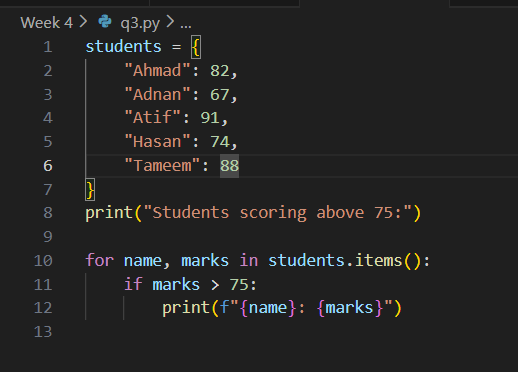 Week 4 > q3.py > ...
1 students = {
2     "Ahmad": 82,
3     "Adnan": 67,
4     "Atif": 91,
5     "Hasan": 74,
6     "Tameem": 88
7 }
8 print("Students scoring above 75:")
9
10 for name, marks in students.items():
11     if marks > 75:
12         print(f"{name}: {marks}")
13